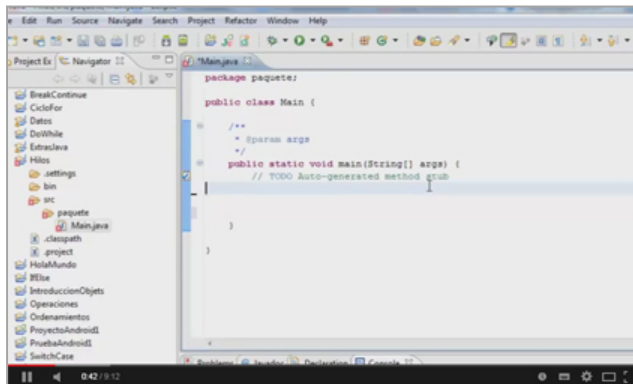 Edit Run Source Navigate Search Project Refactor Window Help
Project Ex Navigator
*Main.java
BreakContinue
CicloFor
Datos
DoWhile
ExtrasJava
Hilos
.settings
bin
src
paquete
Main.java
.classpath
.project
HolaMundo
IfElse
IntroduccionObjets
Operaciones
Ordenamientos
ProyectoAndroid1
PruebaAndroid1
SwitchCase
package paquete;
public class Main {
/**
* @param args
*/
public static void main(String[] args) {
// TODO Auto-generated method stub
}
}
Problems @ Javadoc Declaration Console
0:42 / 9:12